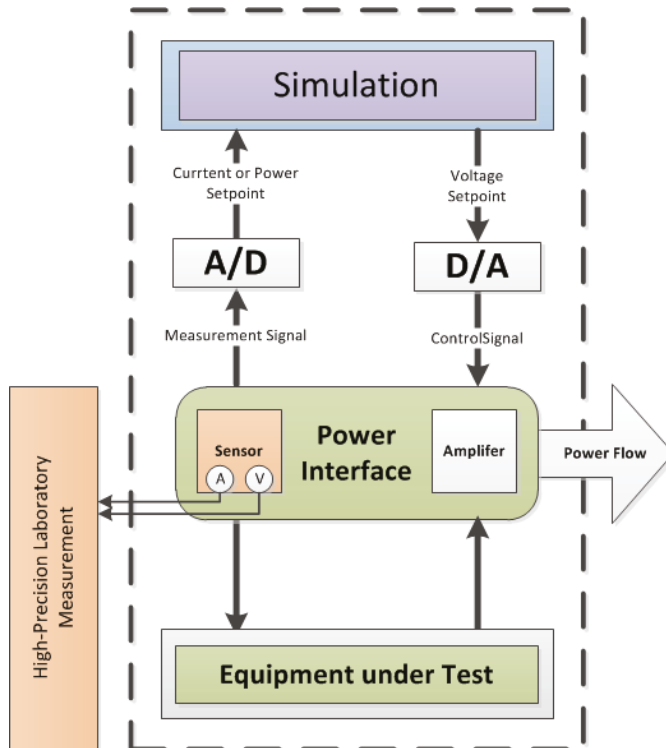 Simulation
Currtent or Power
Setpoint
Voltage
Setpoint
A/D
D/A
Measurement Signal
ControlSignal
Sensor
A
V
Power
Interface
Amplifer
Power Flow
High-Precision Laboratory
Measurement
Equipment under Test